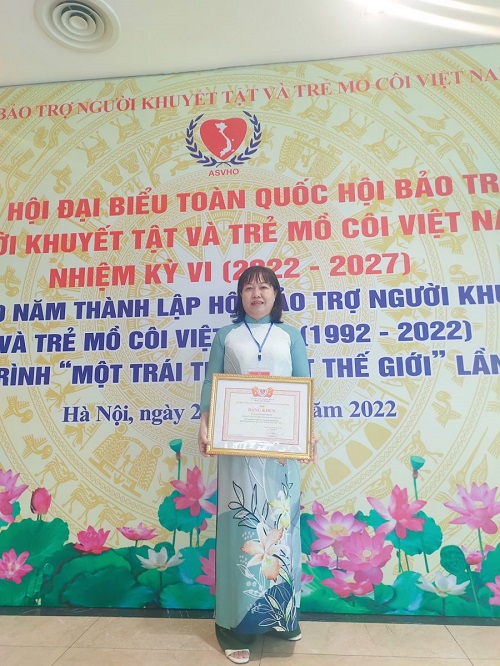 BẢO TRỢ NGƯỜI KHUYẾT TẬT VÀ TRẺ MỒ CÔI VIỆT NA
ASVHO
HỘI ĐẠI BIỂU TOÀN QUỐC HỘI BẢO TR
ỜI KHUYẾT TẬT VÀ TRẺ MỒ CÔI VIỆT NA
NHIỆM KỲ VI (2022 - 2027)
0 NĂM THÀNH LẬP HỘ BẢO TRỢ NGƯỜI KHU
VÀ TRẺ MỒ CÔI VIỆ (1992 - 2022)
RÌNH "MỘT TRÁI T T THẾ GIỚI" LẦN
Hà Nội, ngày 2 năm 2022
BẰNG KHEN